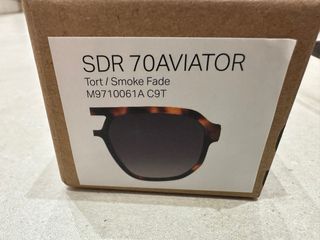 SDR 70AVIATOR
Tort / Smoke Fade
M9710061A C9T